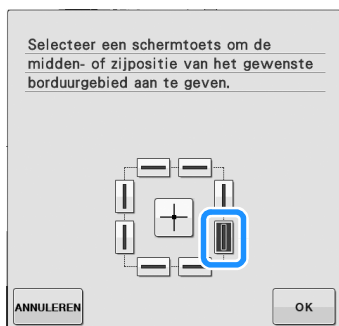 Selecteer een schermtoets om de
midden- of zijpositie van het gewenste
borduurgebied aan te geven.
ANNULEREN
OK